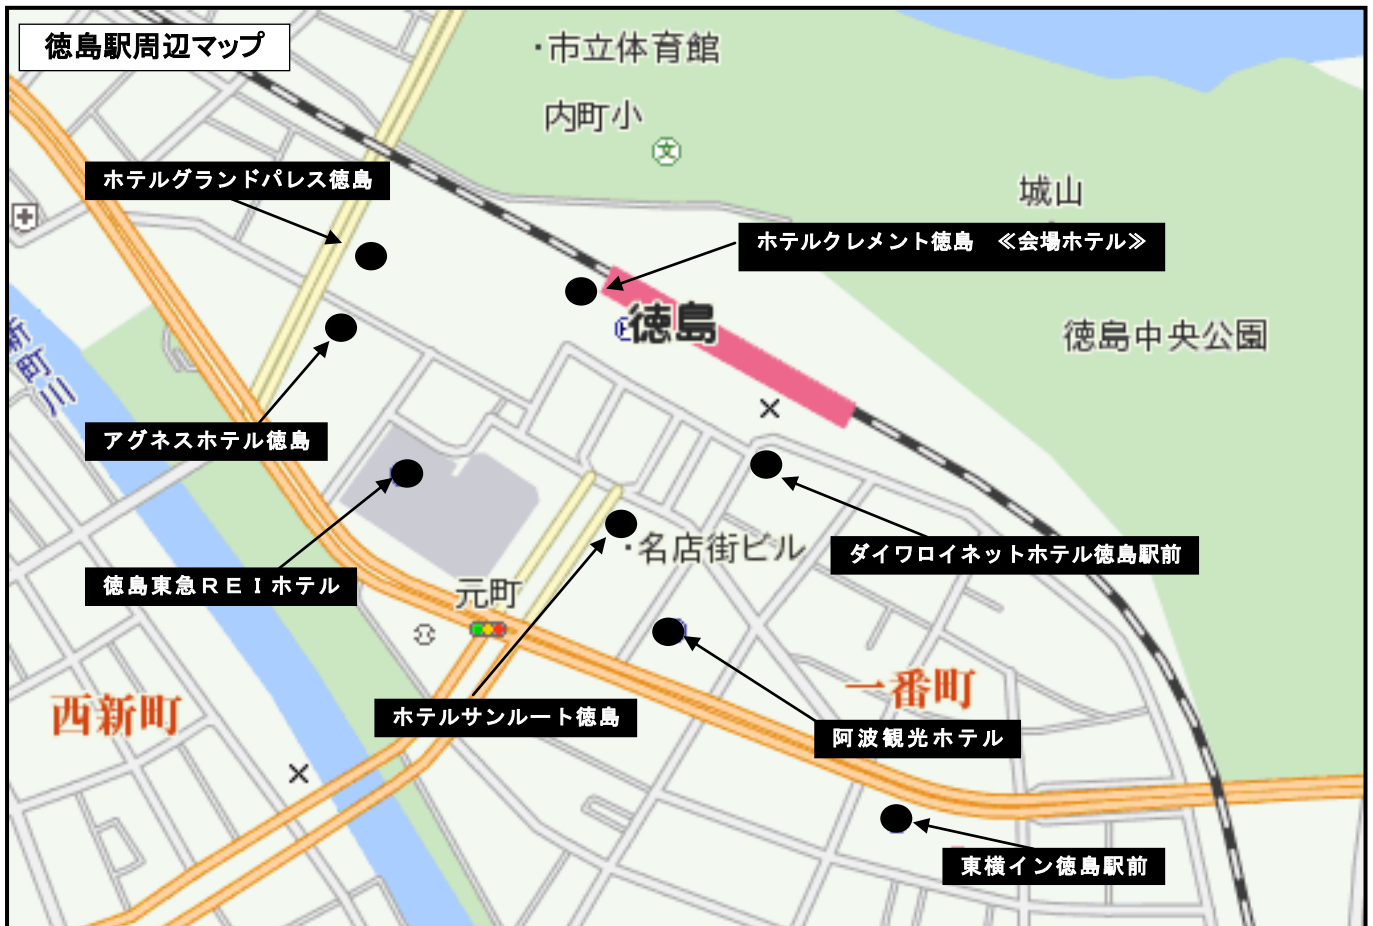 徳島駅周辺マップ
・市立体育館
内町小
文
ホテルグランドパレス徳島
城山
ホテルクレメント徳島　≪会場ホテル≫
徳島
徳島中央公園
新町川
アグネスホテル徳島
名店街ビル
・
ダイワロイネットホテル徳島駅前
徳島東急ＲＥＩホテル
元町
一番町
西新町
ホテルサンルート徳島
阿波観光ホテル
東横イン徳島駅前